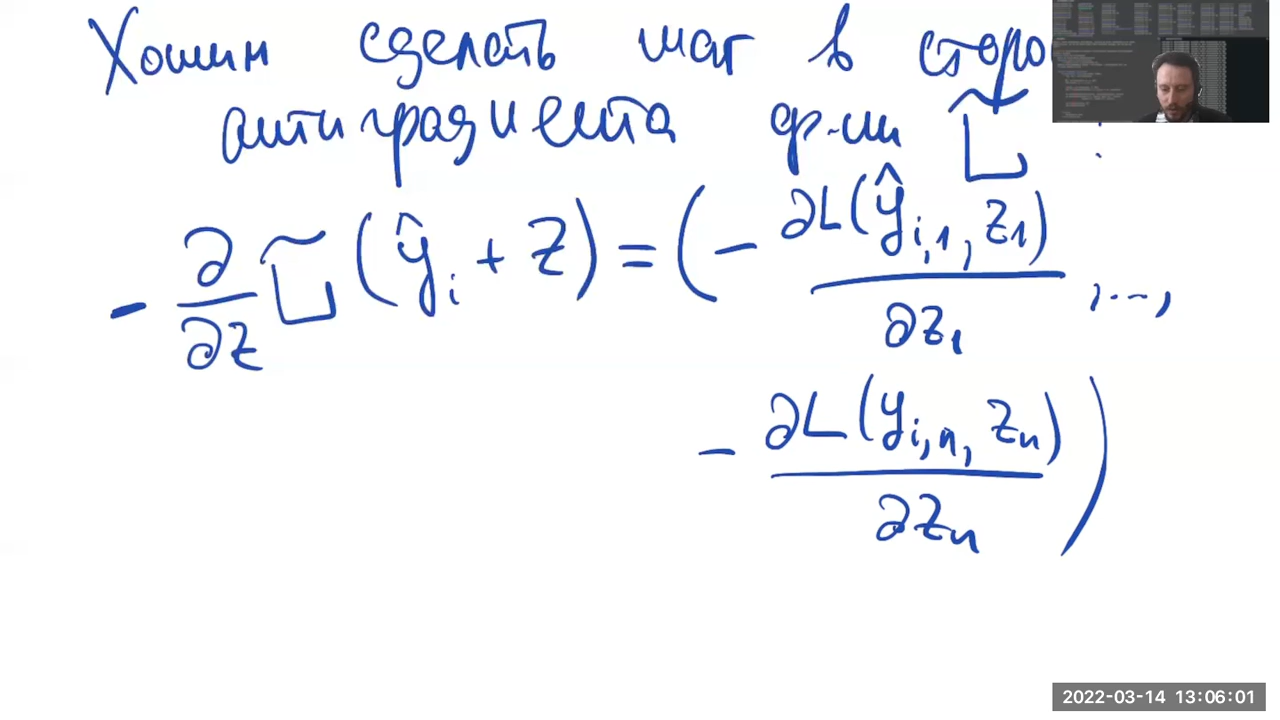 Хотим сделать шаг в сторо
антиградиента ф-ии L̃ :
- ∂/∂z L̃ (ŷ_i + z) = ( - ∂L(ŷ_{i,1}, z_1)/∂z_1 , ...,
- ∂L(y_{i,n}, z_n)/∂z_n )
2022-03-14 13:06:01